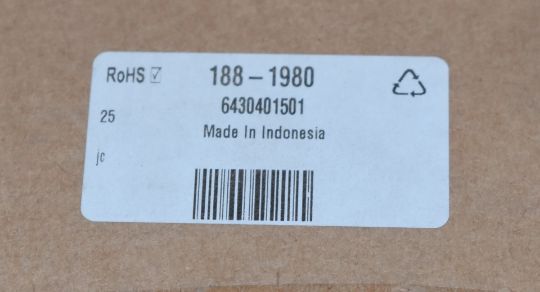 RoHS ☑ 188-1980
6430401501
25
Made In Indonesia
jc